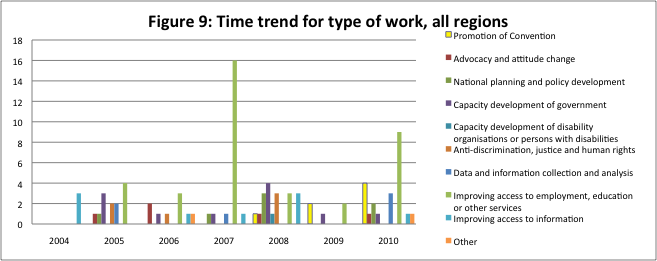 Figure 9: Time trend for type of work, all regions
18
16
14
12
10
8
6
4
2
0
2004
2005
2006
2007
2008
2009
2010
Promotion of Convention
Advocacy and attitude change
National planning and policy development
Capacity development of government
Capacity development of disability
organisations or persons with disabilities
Anti-discrimination, justice and human rights
Data and information collection and analysis
Improving access to employment, education
or other services
Improving access to information
Other